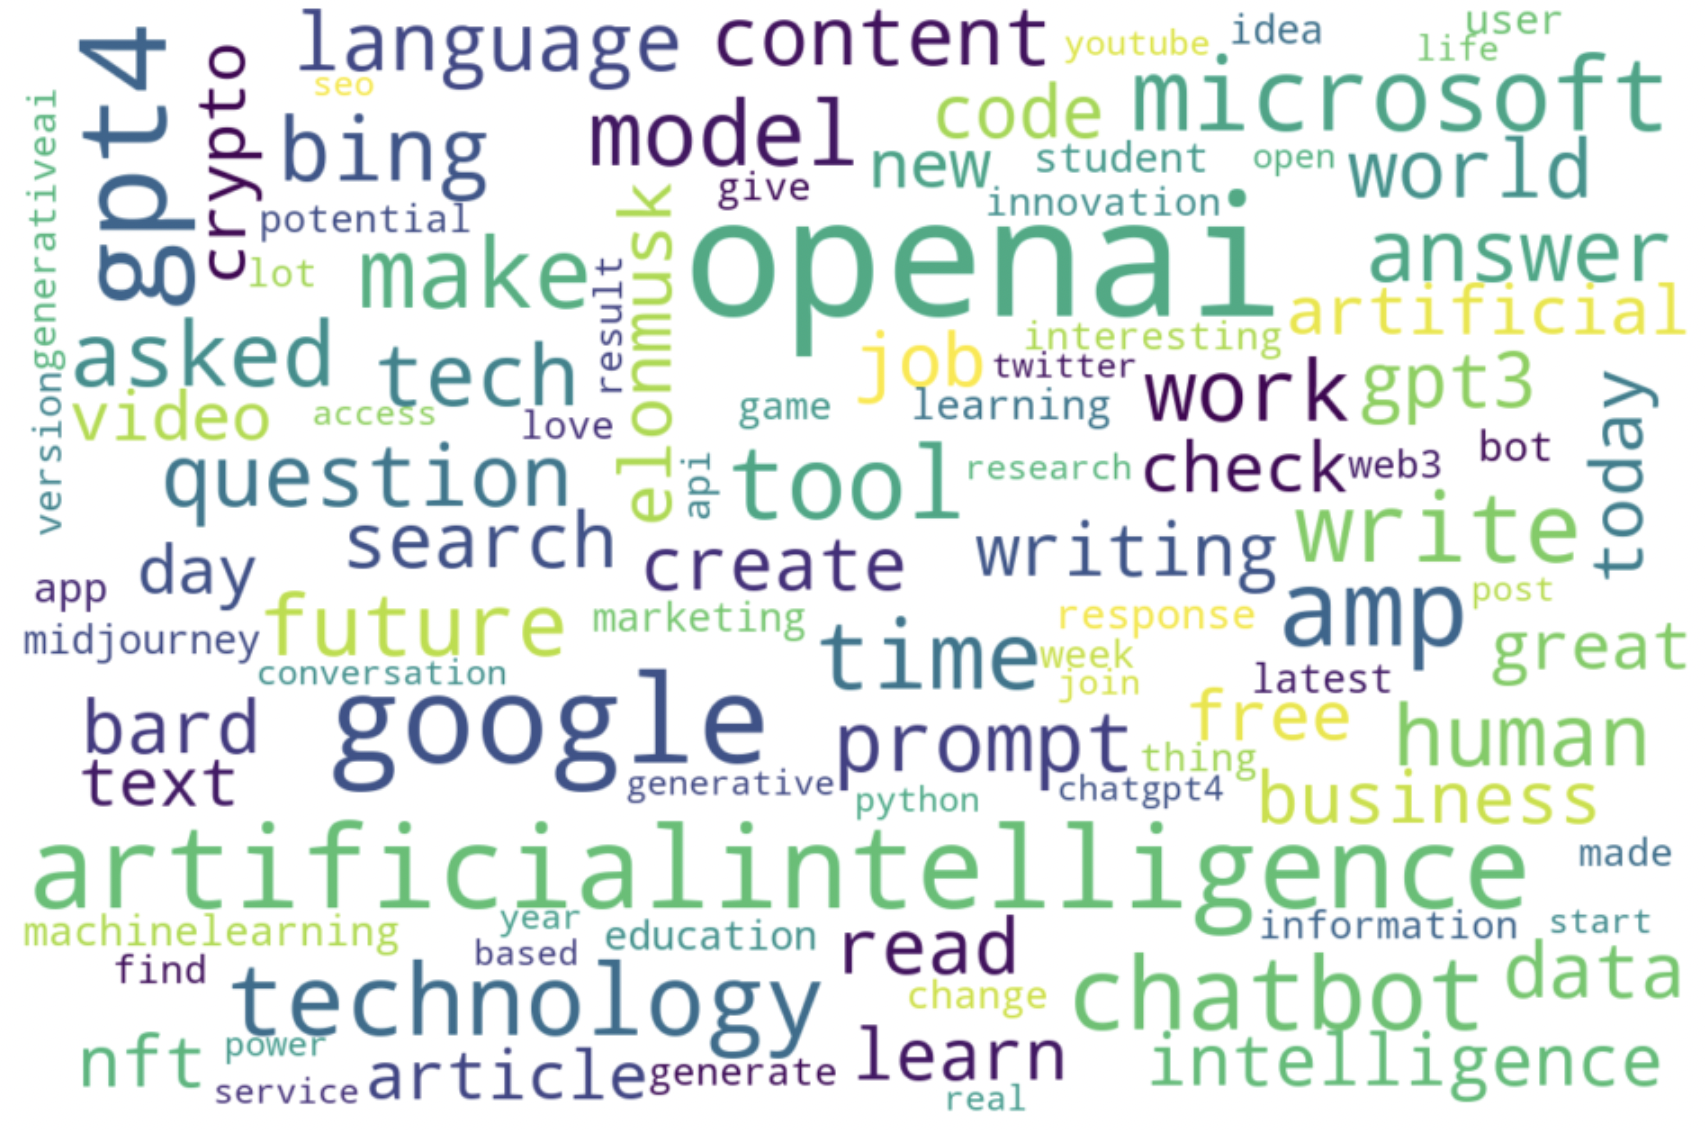 gpt4
crypto
language
content
youtube
idea
user
life
seo
microsoft
generativeai
bing
model
code
new
student
open
world
give
innovation
potential
elonmusk
openai
answer
lot
make
result
artificial
asked
tech
job
interesting
twitter
work
gpt3
today
version
video
access
love
game
learning
check
web3
bot
question
api
tool
research
search
create
writing
write
app
day
amp
post
midjourney
future
marketing
time
response
great
conversation
week
join
latest
bard
google
prompt
free
human
text
generative
thing
python
chatgpt4
business
artificialintelligence
made
machinelearning
year
education
read
information
start
find
based
technology
change
chatbot
data
nft
power
service
article
generate
learn
intelligence
real